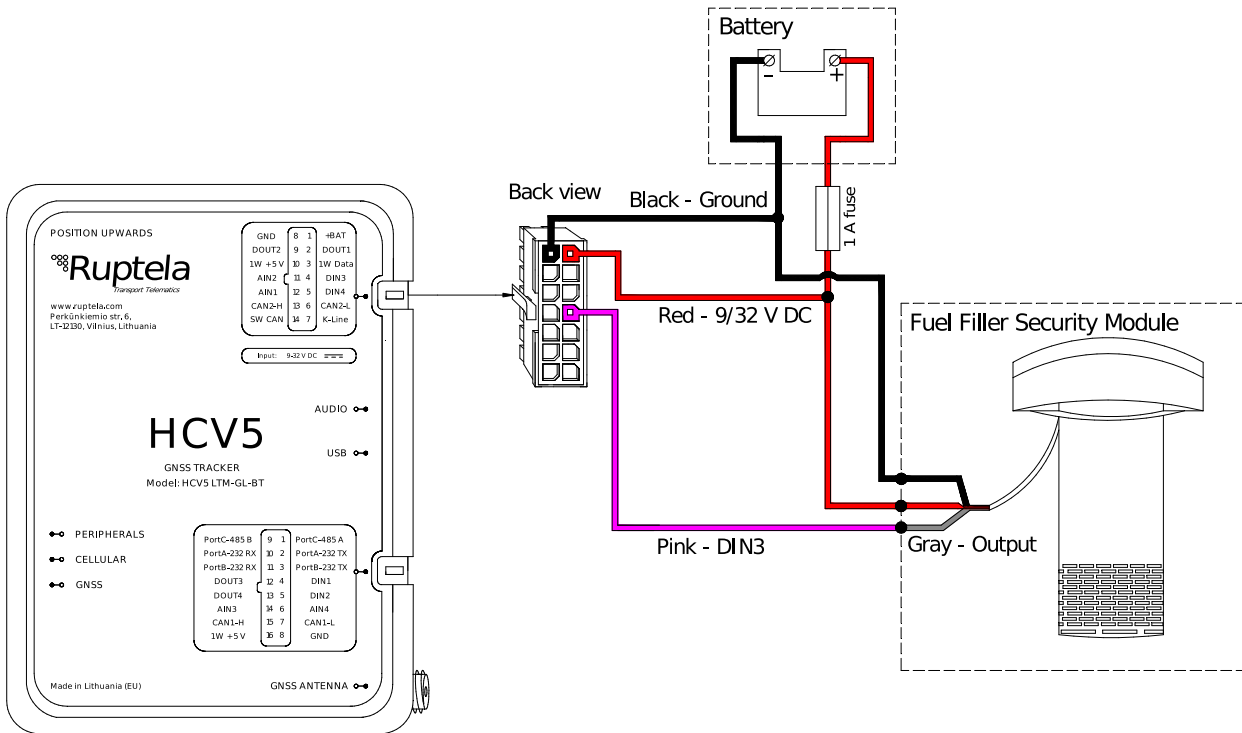 Battery
-
+
1 A fuse
Back view
Black - Ground
Red - 9/32 V DC
Pink - DIN3
Fuel Filler Security Module
Gray - Output
POSITION UPWARDS
Ruptela
Transport Telematics
www.ruptela.com
Perkūnkiemio str, 6,
LT-12130, Vilnius, Lithuania
GND 8 1 +BAT
DOUT2 9 2 DOUT1
1W +5 V 10 3 1W Data
AIN2 11 4 DIN3
AIN1 12 5 DIN4
CAN2-H 13 6 CAN2-L
SW CAN 14 7 K-Line
Input: 9-32 V DC
AUDIO
HCV5
USB
GNSS TRACKER
Model: HCV5 LTM-GL-BT
PERIPHERALS
CELLULAR
GNSS
PortC-485 B 9 1 PortC-485 A
PortA-232 RX 10 2 PortA-232 TX
PortB-232 RX 11 3 PortB-232 TX
DOUT3 12 4 DIN1
DOUT4 13 5 DIN2
AIN3 14 6 AIN4
CAN1-H 15 7 CAN1-L
1W +5 V 16 8 GND
Made in Lithuania (EU)
GNSS ANTENNA